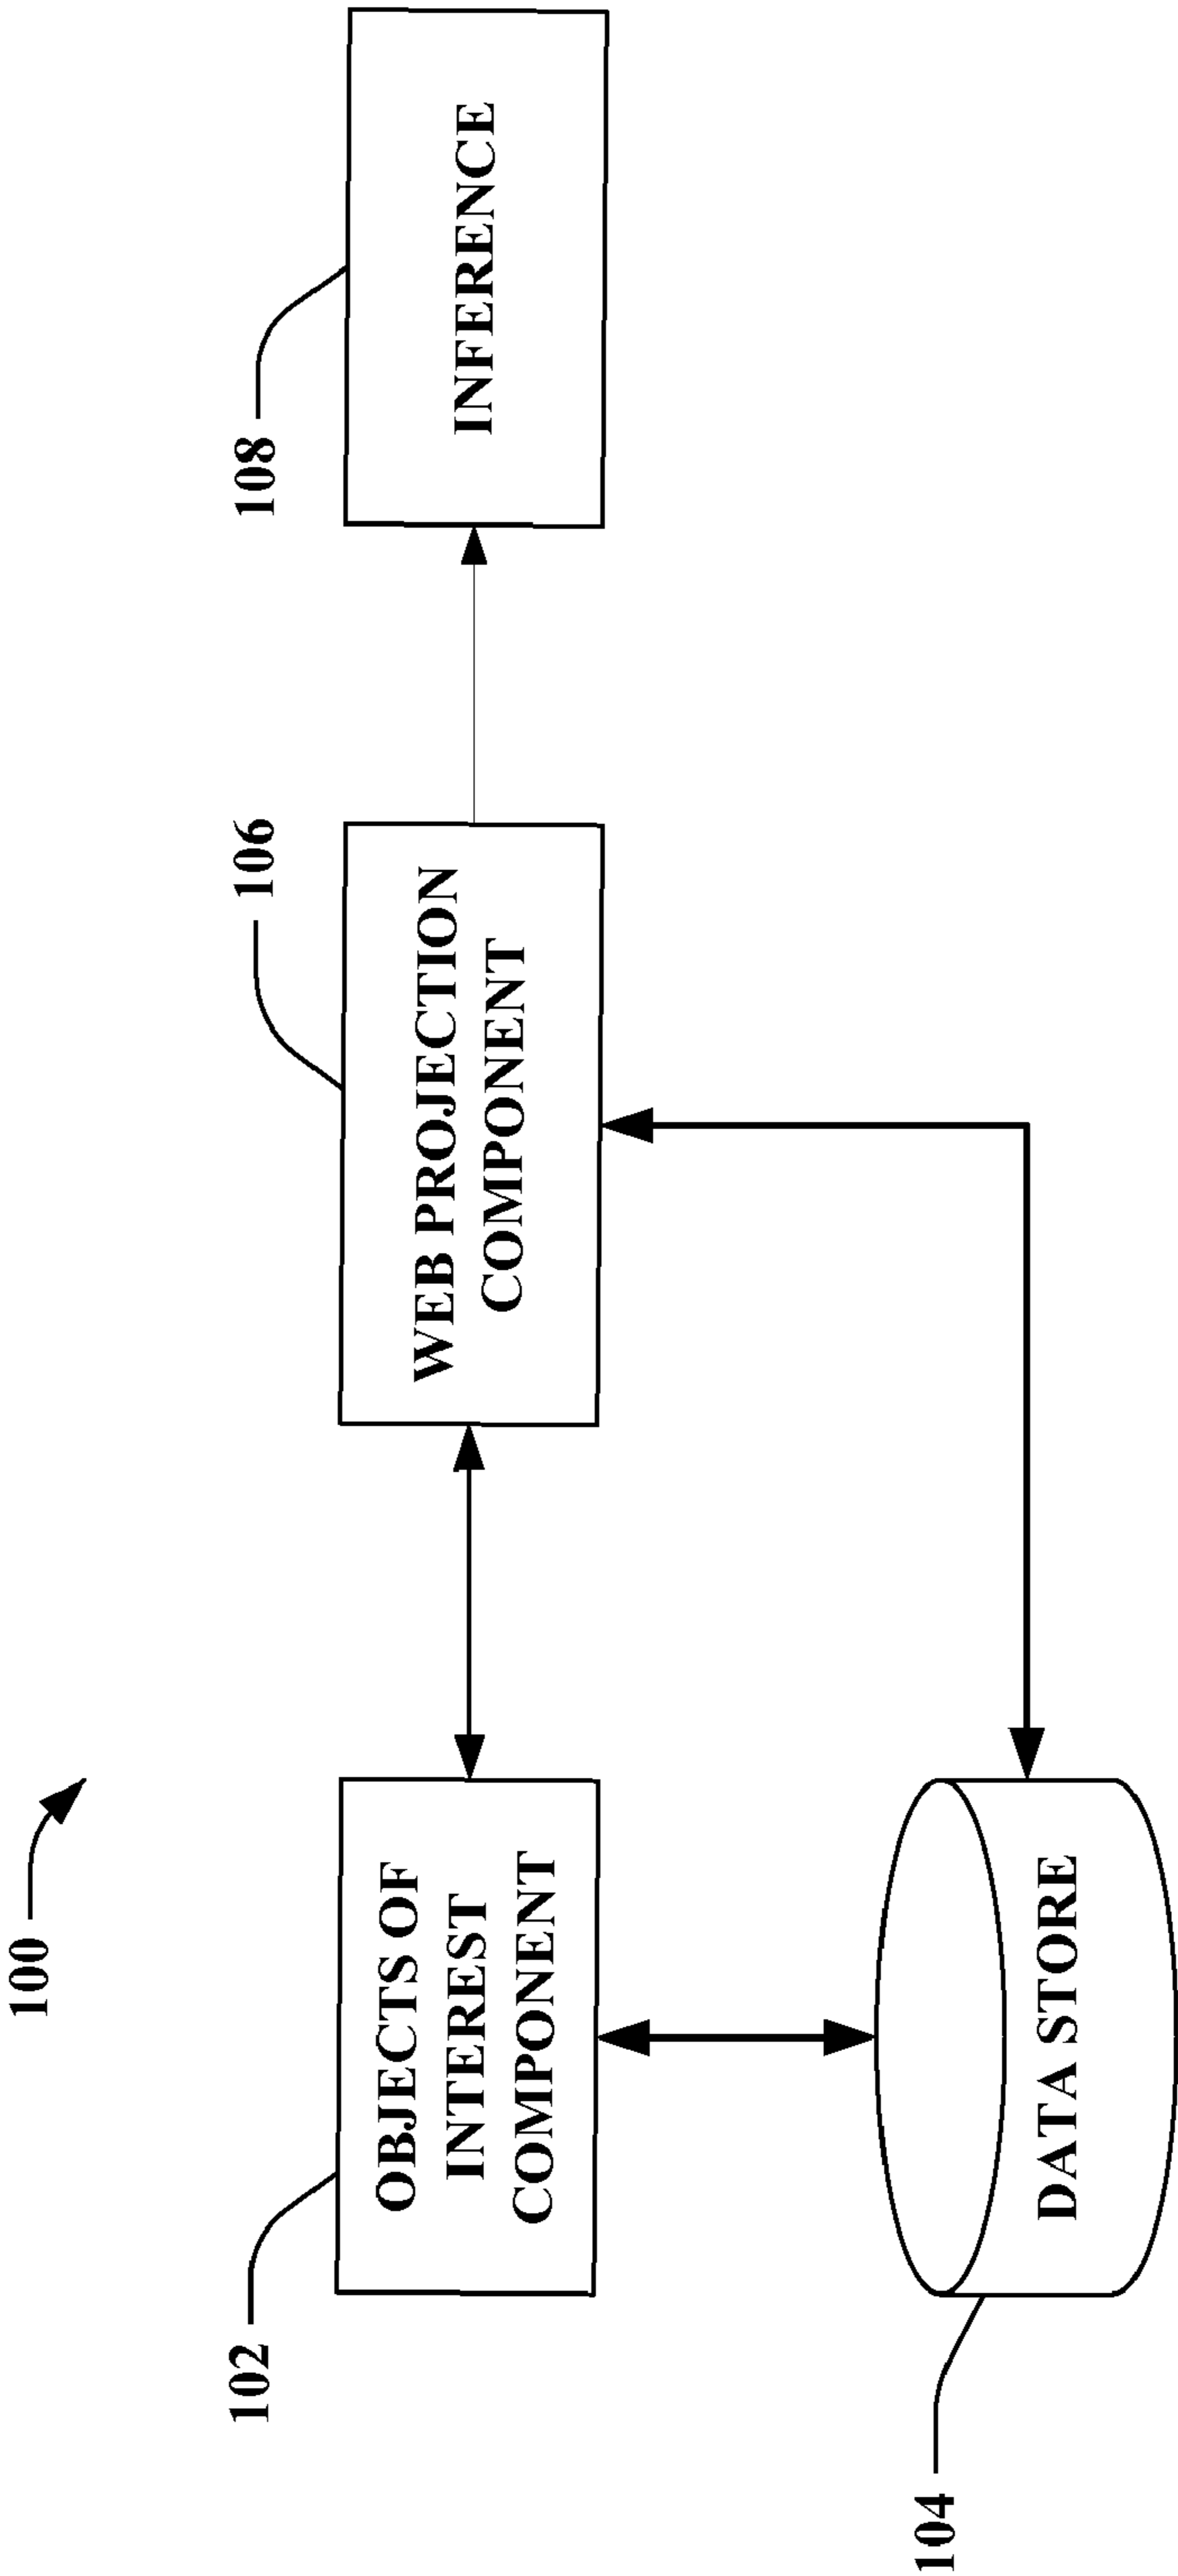 100
102
OBJECTS OF
INTEREST
COMPONENT
106
WEB PROJECTION
COMPONENT
108
INFERENCE
104
DATA STORE